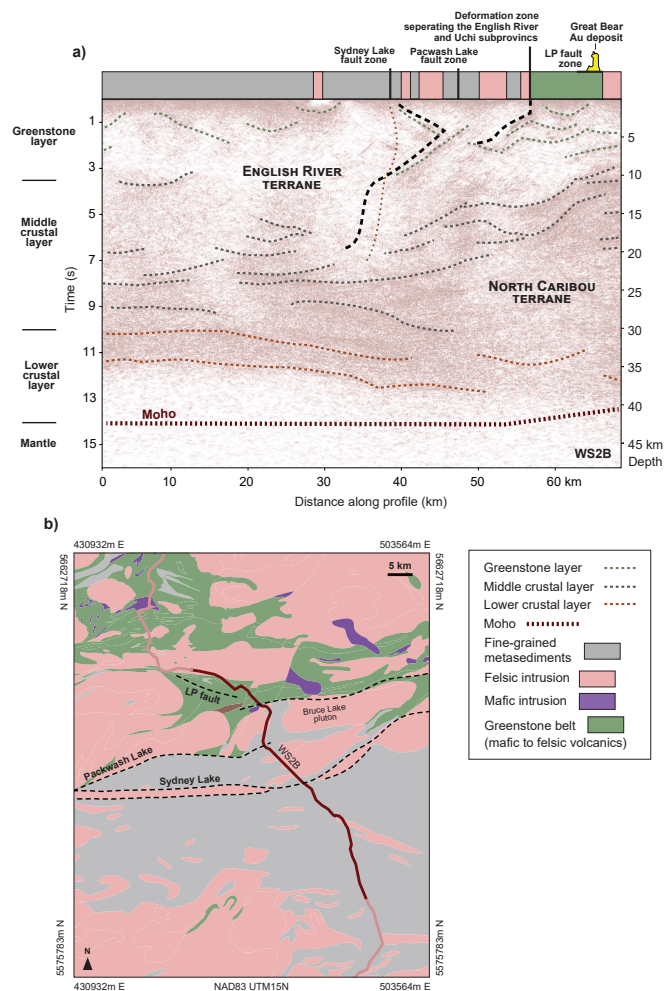 a)
Deformation zone
seperating the English River
and Uchi subprovincs
Great Bear
Au deposit
Sydney Lake
fault zone
Pacwash Lake
fault zone
LP fault
zone
Greenstone
layer
Middle
crustal
layer
Lower
crustal
layer
Mantle
Time (s)
1
3
5
7
9
11
13
15
5
10
15
20
25
30
35
40
45 km
Depth
ENGLISH RIVER
TERRANE
NORTH CARIBOU
TERRANE
Moho
WS2B
0
10
20
30
40
50
60 km
Distance along profile (km)
b)
430932m E
503564m E
5662718m N
5662718m N
5 km
LP fault
Bruce Lake
pluton
Packwash Lake
WS2B
Sydney Lake
N
5575783m N
5575783m N
430932m E
NAD83 UTM15N
503564m E
Greenstone layer
Middle crustal layer
Lower crustal layer
Moho
Fine-grained
metasediments
Felsic intrusion
Mafic intrusion
Greenstone belt
(mafic to felsic volcanics)